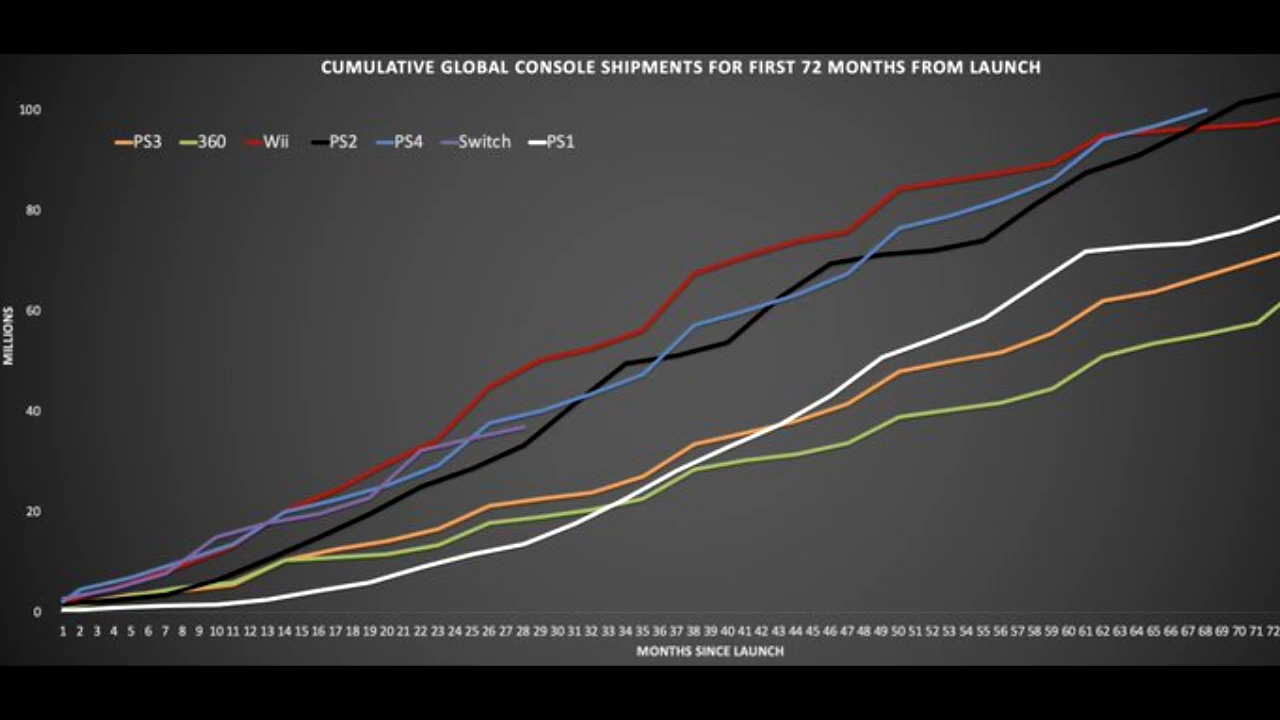 CUMULATIVE GLOBAL CONSOLE SHIPMENTS FOR FIRST 72 MONTHS FROM LAUNCH
100
PS3 360 Wii PS2 PS4 Switch PS1
80
60
MILLIONS
40
20
0
1 2 3 4 5 6 7 8 9 10 11 12 13 14 15 16 17 18 19 20 21 22 23 24 25 26 27 28 29 30 31 32 33 34 35 36 37 38 39 40 41 42 43 44 45 46 47 48 49 50 51 52 53 54 55 56 57 58 59 60 61 62 63 64 65 66 67 68 69 70 71 72
MONTHS SINCE LAUNCH